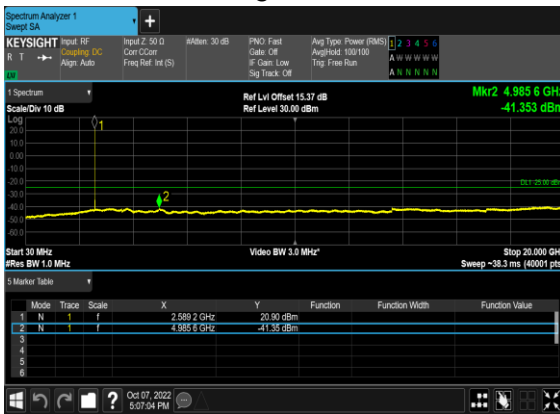 Spectrum Analyzer 1
Swept SA
KEYSIGHT
R T
LV
Input: RF
Coupling: DC
Align: Auto
Input Z: 50 Ω
Corr CCorr
Freq Ref: Int (S)
#Atten: 30 dB
PNO: Fast
Gate: Off
IF Gain: Low
Sig Track: Off
Avg Type: Power (RMS)
Avg|Hold: 100/100
Trig: Free Run
1 2 3 4 5 6
A W W W W W
A N N N N N
1 Spectrum
Scale/Div 10 dB
Ref Lvl Offset 15.37 dB
Ref Level 30.00 dBm
Mkr2 4.985 6 GHz
-41.353 dBm
Log
20.0
10.0
0.00
-10.0
-20.0
-30.0
-40.0
-50.0
-60.0
1
2
DL1 -25.00 dBm
Start 30 MHz
#Res BW 1.0 MHz
Video BW 3.0 MHz*
Stop 20.000 GH
Sweep ~38.3 ms (40001 pts
5 Marker Table
Mode Trace Scale X Y Function Function Width Function Value
1 N 1 f 2.589 2 GHz 20.90 dBm
2 N 1 f 4.985 6 GHz -41.35 dBm
3
4
5
6
Oct 07, 2022
5:07:04 PM